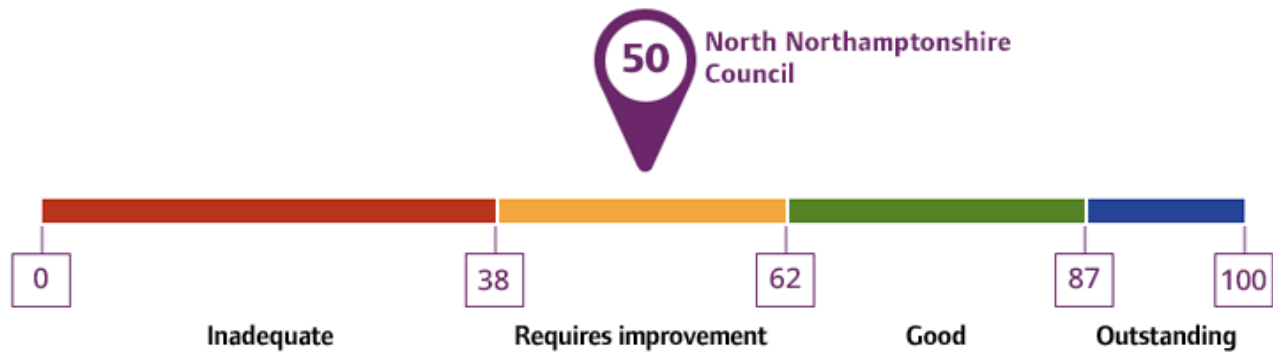 50
North Northamptonshire
Council
0
38
62
87
100
Inadequate
Requires improvement
Good
Outstanding